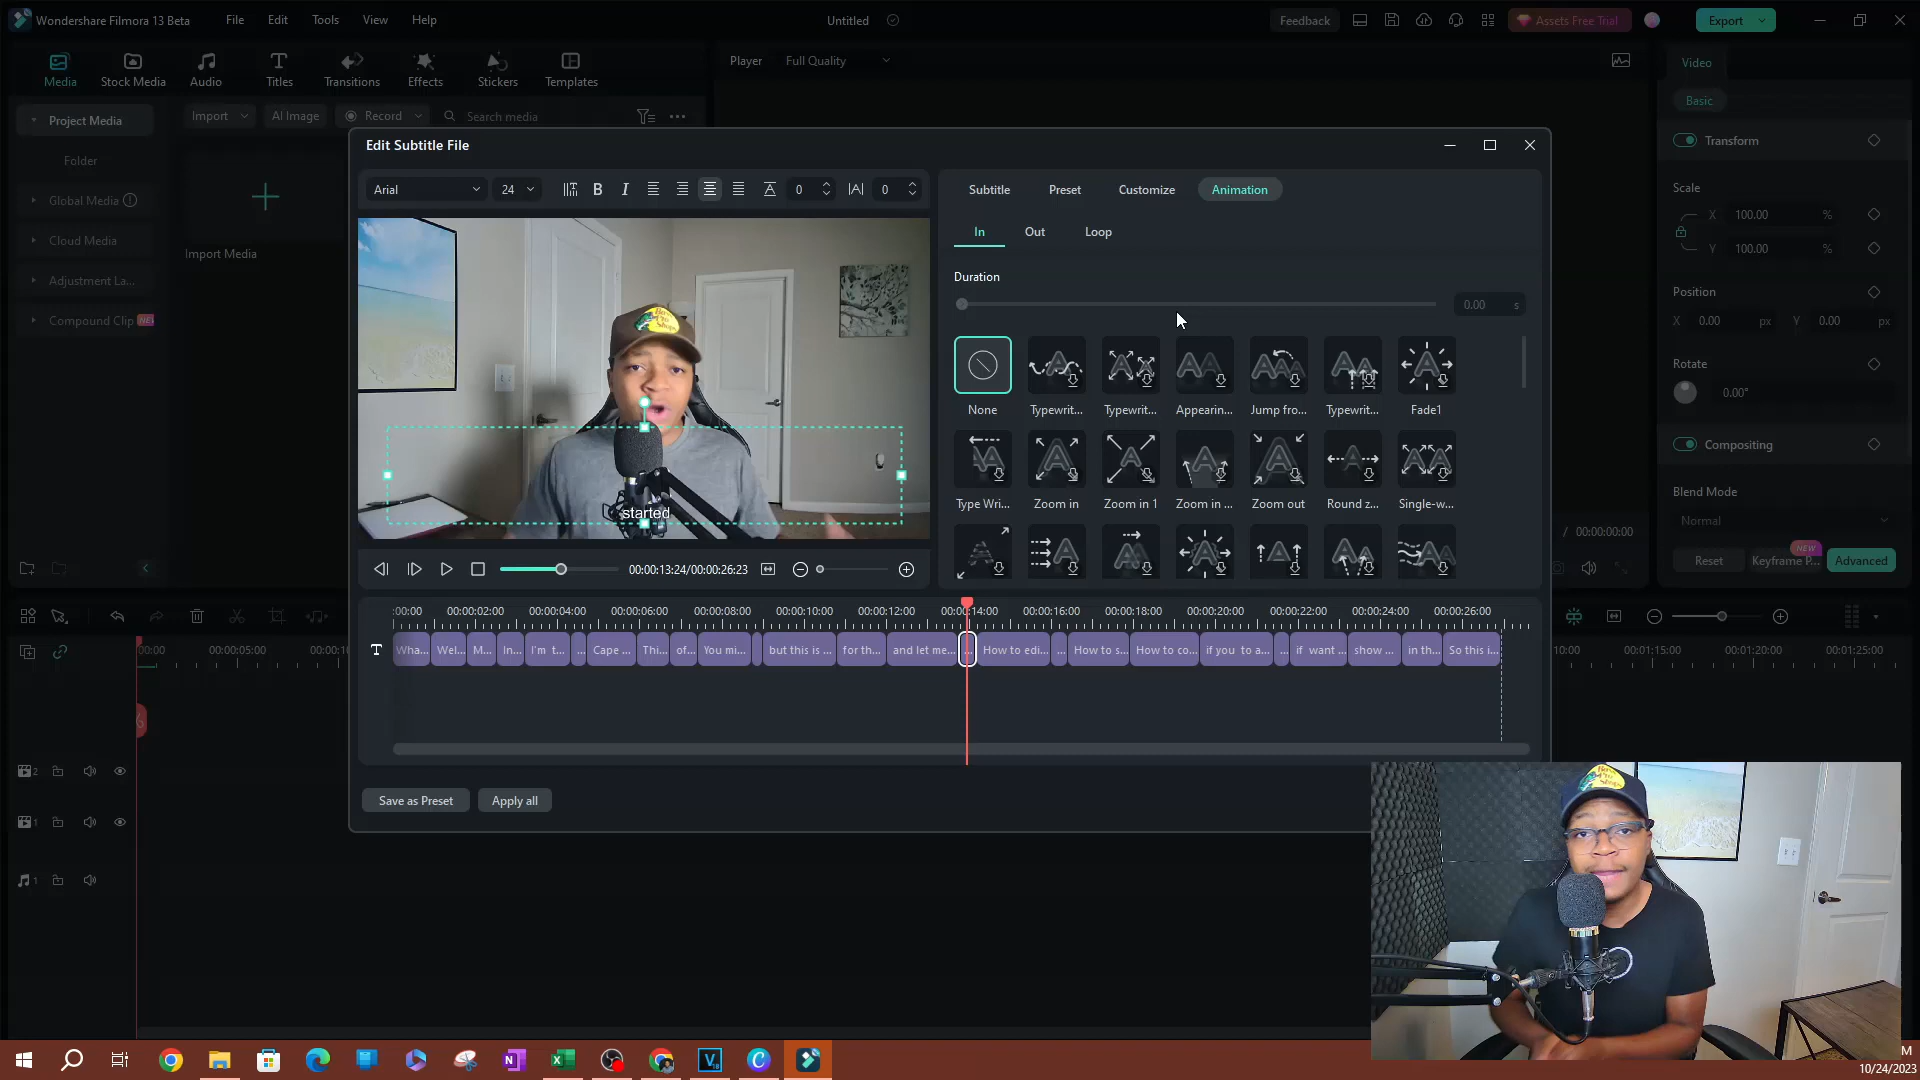 Wondershare Filmora 13 Beta
File
Edit
Tools
View
Help
Untitled
Feedback
Assets Free Trial
Export
Media
Stock Media
Audio
Titles
Transitions
Effects
Stickers
Templates
Player
Full Quality
Video
Project Media
Import
AI Image
Record
Search media
Basic
Folder
Global Media
Cloud Media
Adjustment La...
Compound Clip
NEW
Import Media
Transform
Scale
X
100.00
%
Y
100.00
%
Position
X
0.00
px
Y
0.00
px
Rotate
0.00°
Compositing
Blend Mode
Normal
/ 00:00:00:00
NEW
Reset
Keyframe P...
Advanced
Edit Subtitle File
Arial
24
B
I
0
0
Subtitle
Preset
Customize
Animation
In
Out
Loop
Duration
0.00
s
None
Typewrit...
Typewrit...
Appearin...
Jump fro...
Typewrit...
Fade1
Type Wri...
Zoom in
Zoom in 1
Zoom in ...
Zoom out
Round z...
Single-w...
Bass Pro Shops
started
00:00:13:24/00:00:26:23
:00:00
00:00:02:00
00:00:04:00
00:00:06:00
00:00:08:00
00:00:10:00
00:00:12:00
00:00:14:00
00:00:16:00
00:00:18:00
00:00:20:00
00:00:22:00
00:00:24:00
00:00:26:00
T
Wha...
Wel...
M...
In...
I'm t...
...
Cape ...
Thi...
of...
You mi...
but this is ...
for th...
and let me...
...
How to edi...
...
How to s...
How to co...
if you to a...
...
if want ...
show ...
in th...
So this i...
Save as Preset
Apply all
00:00
00:00:05:00
00:00:10
10:00
00:01:15:00
00:01:20:00
00:01:25:00
2
1
1
M
10/24/2023